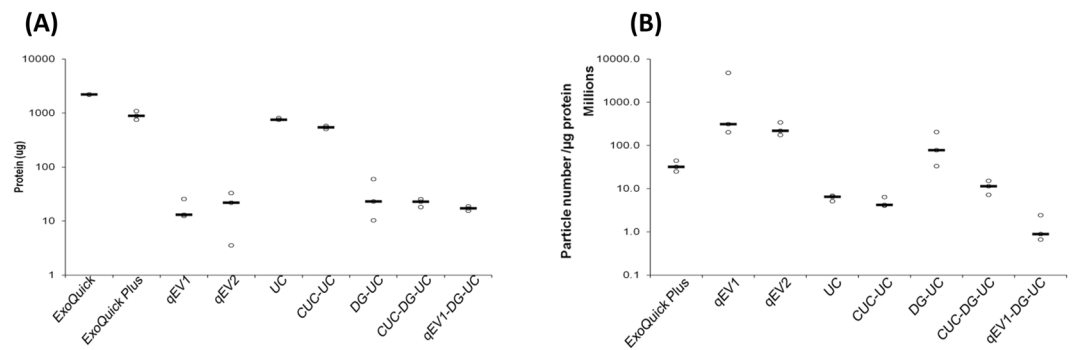 (A)
Protein (ug)
10000
1000
100
10
1
ExoQuick
ExoQuick Plus
qEV1
qEV2
UC
CUC-UC
DG-UC
CUC-DG-UC
qEV1-DG-UC
(B)
Particle number /µg protein
Millions
10000.0
1000.0
100.0
10.0
1.0
0.1
ExoQuick Plus
qEV1
qEV2
UC
CUC-UC
DG-UC
CUC-DG-UC
qEV1-DG-UC